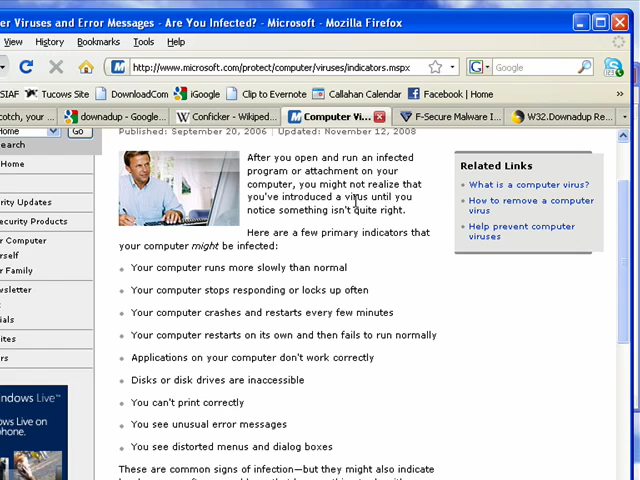 er Viruses and Error Messages - Are You Infected? - Microsoft - Mozilla Firefox
View History Bookmarks Tools Help
http://www.microsoft.com/protect/computer/viruses/indicators.mspx
Google
SIAF Tucows Site DownloadCom iGoogle Clip to Evernote Callahan Calendar Facebook | Home
otch, your ... downadup - Google... Conficker - Wikiped... Computer Vi... F-Secure Malware I... W32.Downadup Re...
Home Go
earch
Home
urity Updates
ecurity Products
r Computer
rself
r Family
wsletter
ials
ites
ers
ndows Live™
phone.
Published: September 20, 2006 | Updated: November 12, 2008
After you open and run an infected
program or attachment on your
computer, you might not realize that
you've introduced a virus until you
notice something isn't quite right.
Here are a few primary indicators that
your computer might be infected:
Your computer runs more slowly than normal
Your computer stops responding or locks up often
Your computer crashes and restarts every few minutes
Your computer restarts on its own and then fails to run normally
Applications on your computer don't work correctly
Disks or disk drives are inaccessible
You can't print correctly
You see unusual error messages
You see distorted menus and dialog boxes
These are common signs of infection—but they might also indicate
Related Links
What is a computer virus?
How to remove a computer
virus
Help prevent computer
viruses